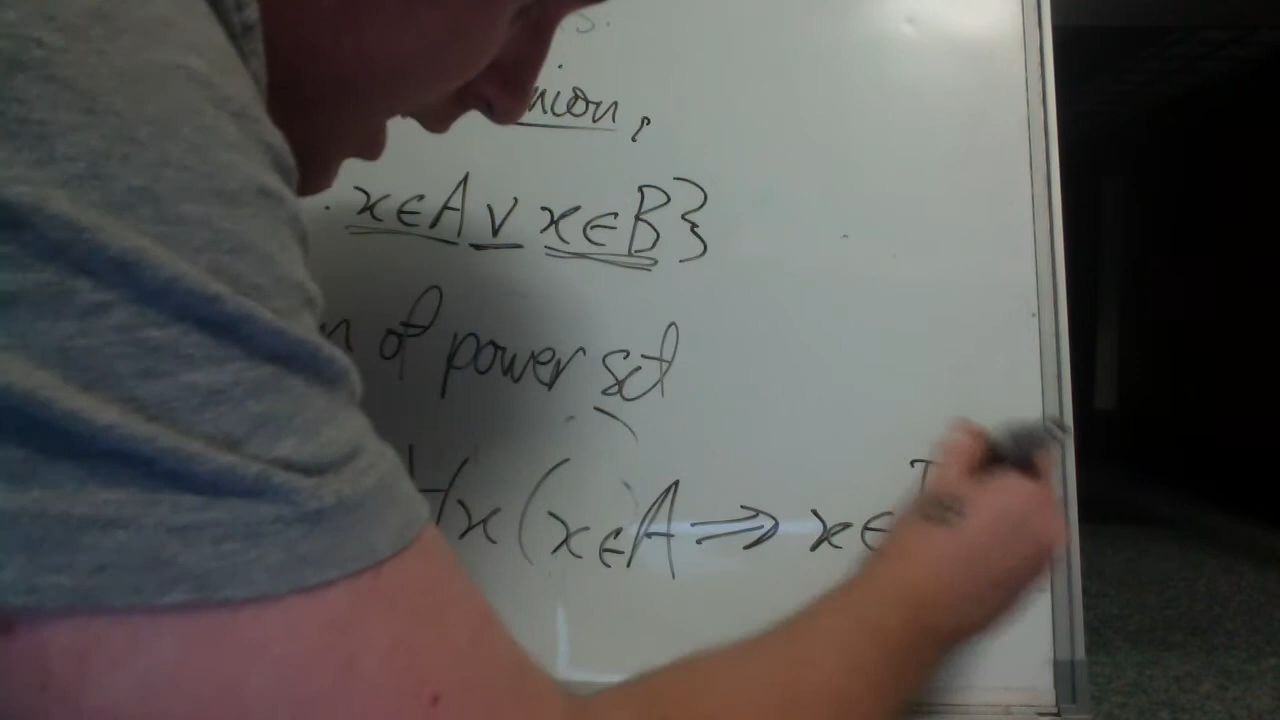 s.
nion,
x∈A ∨ x∈B}
n of power set
∀x (x∈A ⇒ x∈